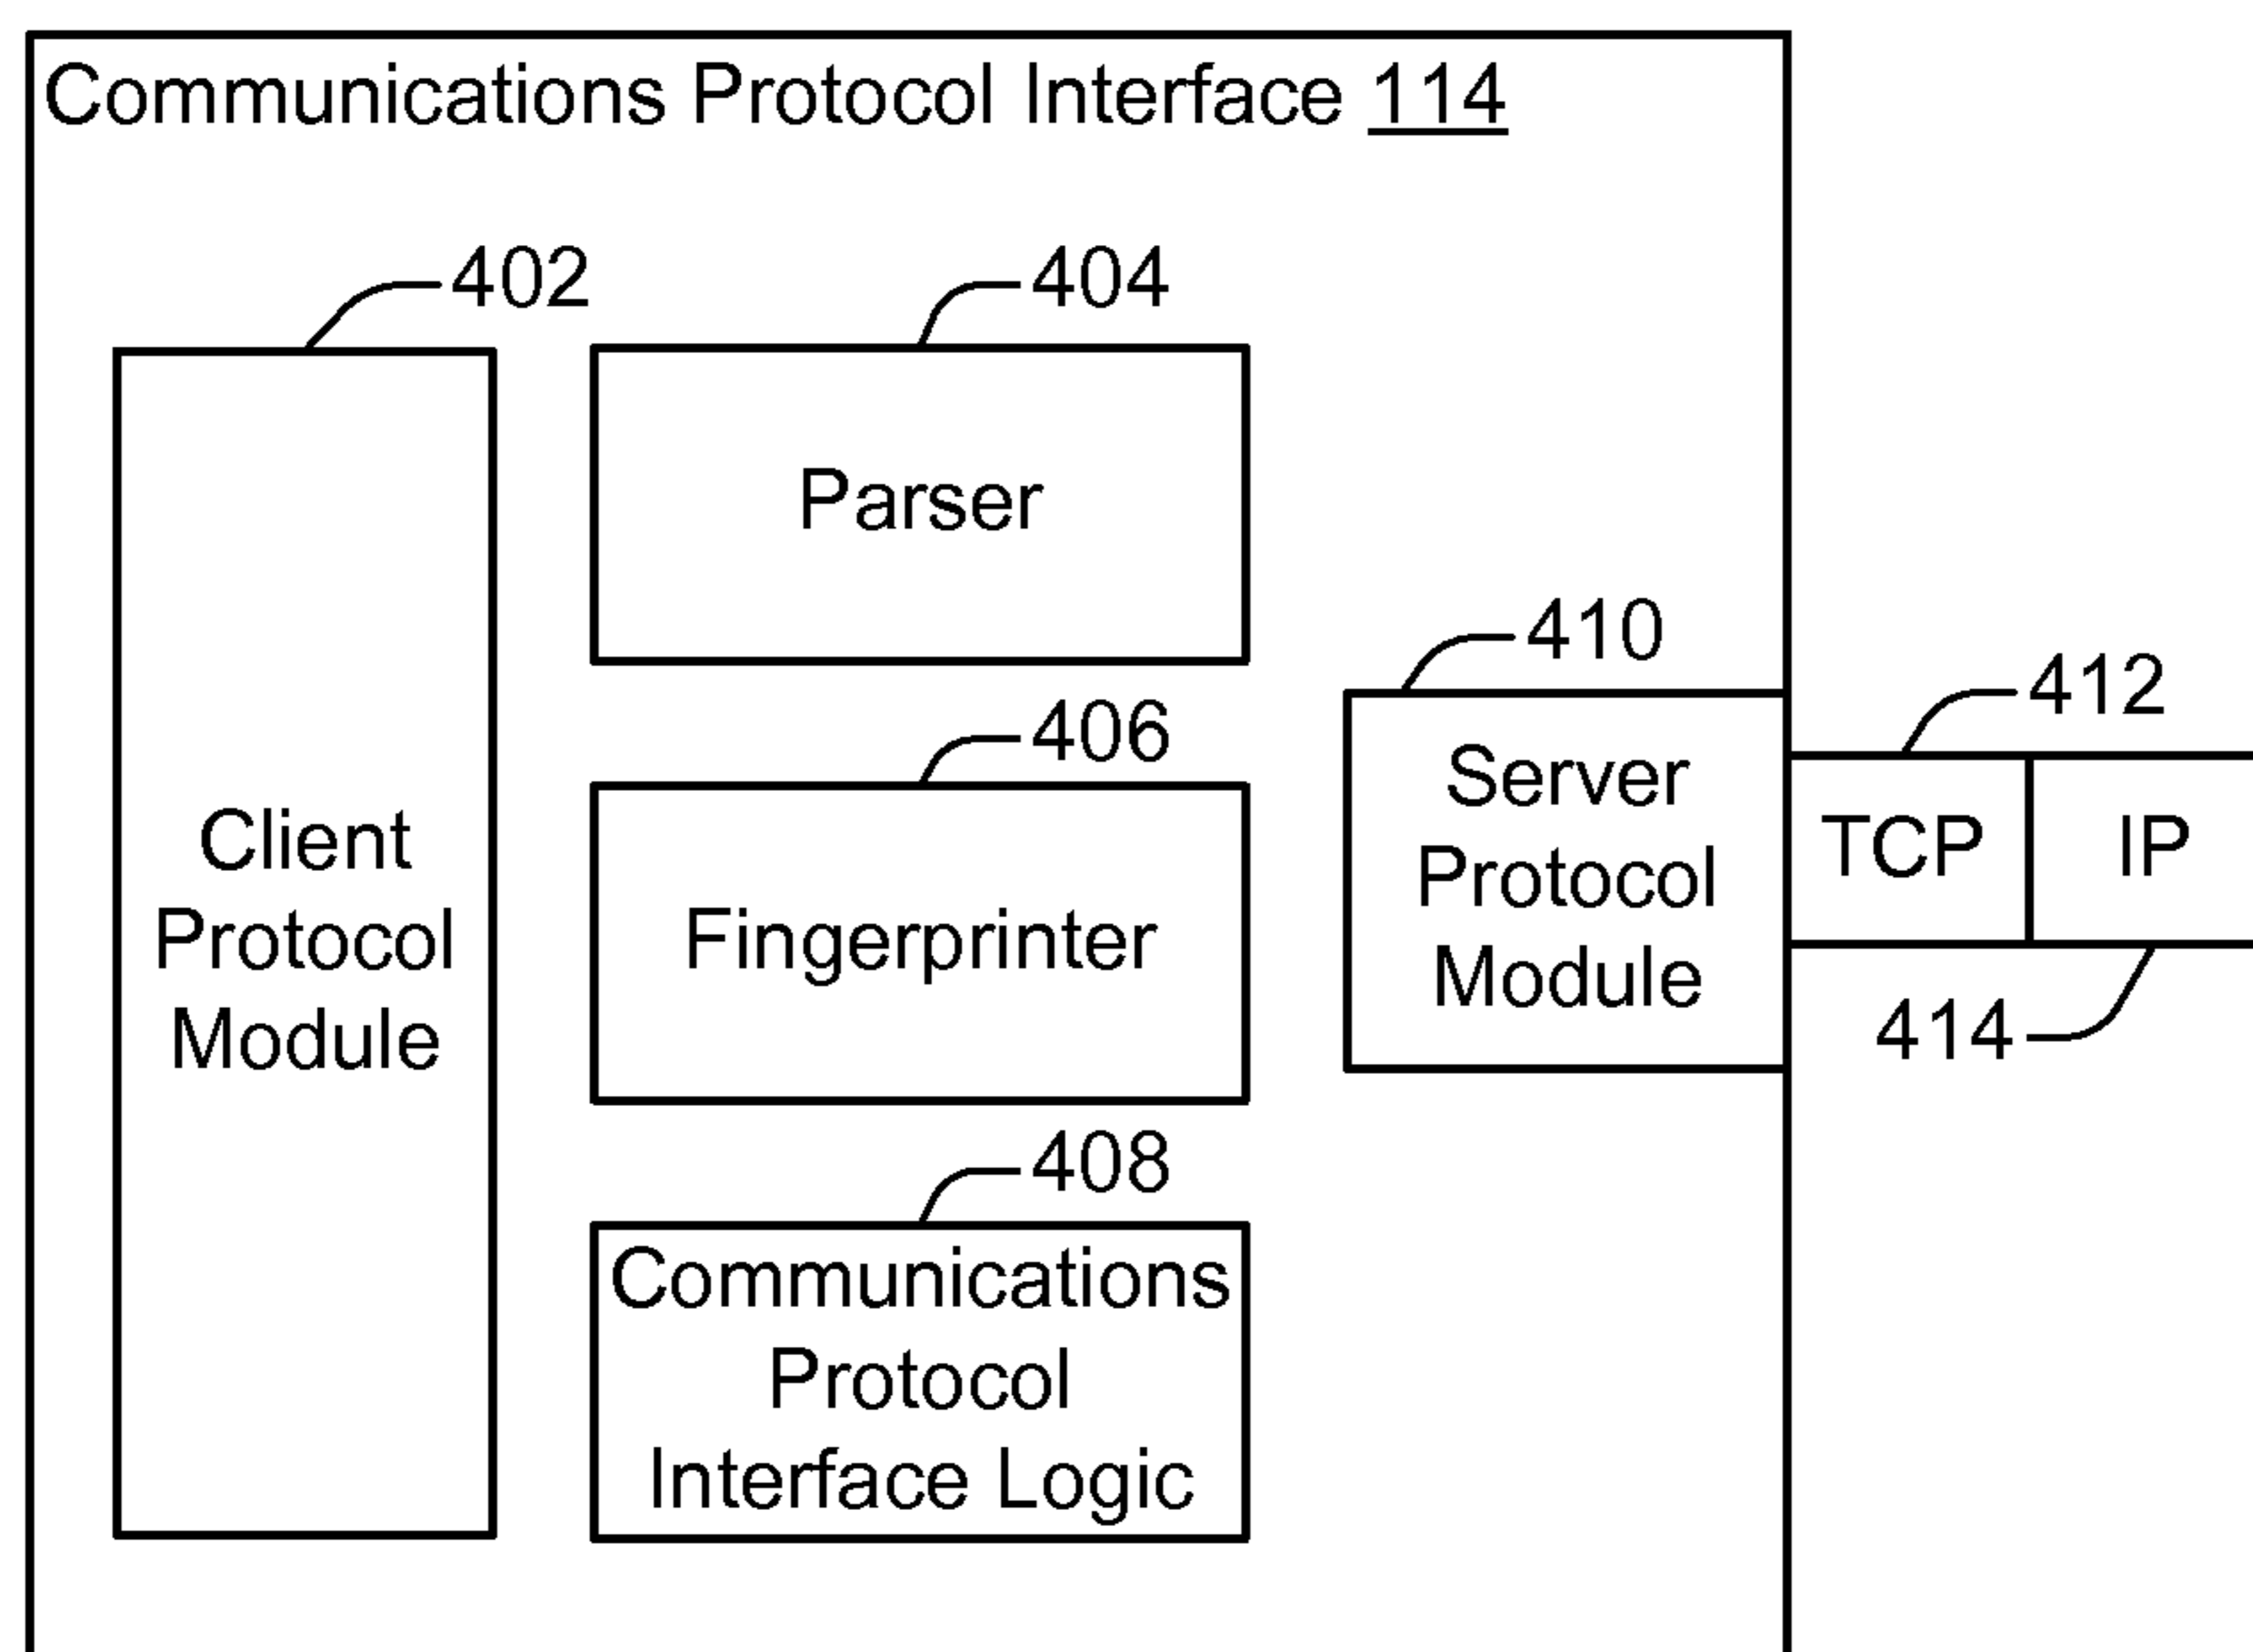 Communications Protocol Interface 114
402
404
Client
Protocol
Module
Parser
406
Fingerprinter
408
Communications
Protocol
Interface Logic
410
Server
Protocol
Module
412
TCP
IP
414